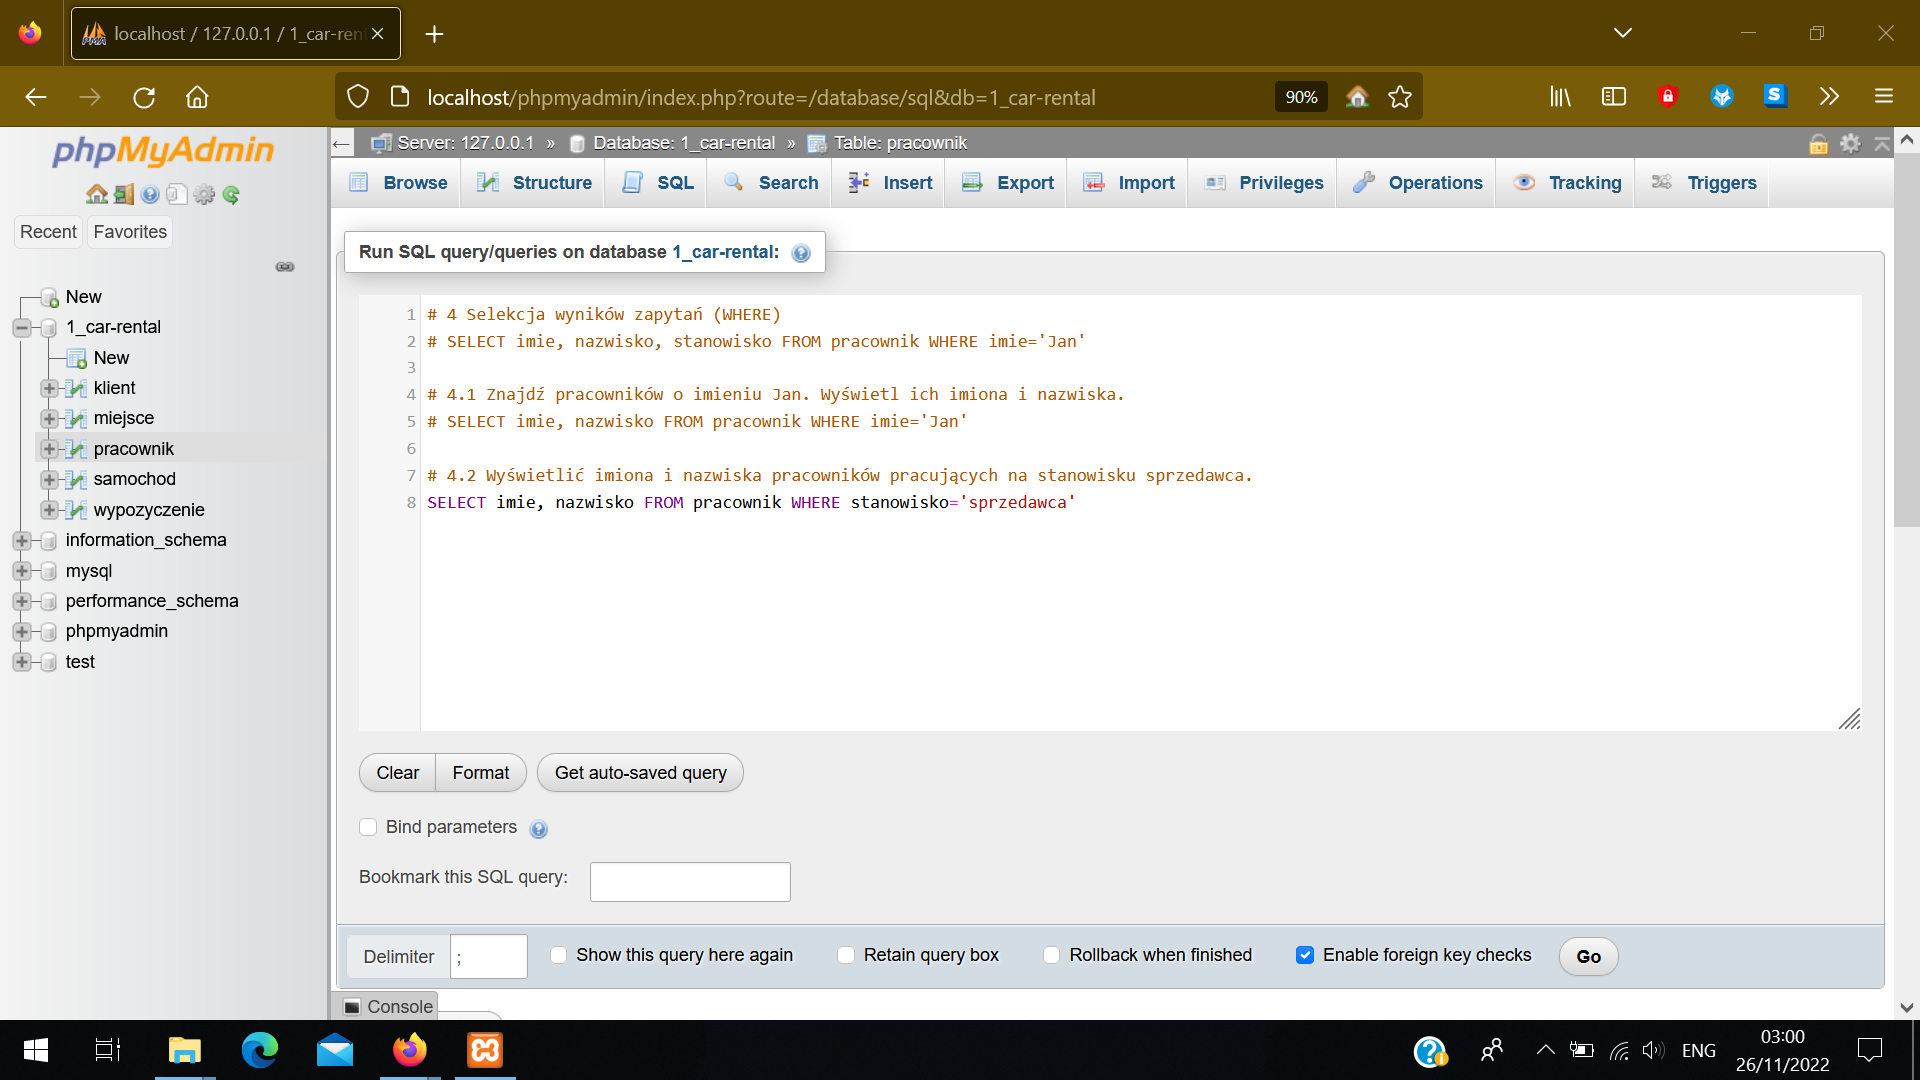 localhost / 127.0.0.1 / 1_car-ren
localhost/phpmyadmin/index.php?route=/database/sql&db=1_car-rental
90%
phpMyAdmin
Recent
Favorites
New
1_car-rental
New
klient
miejsce
pracownik
samochod
wypozyczenie
information_schema
mysql
performance_schema
phpmyadmin
test
Server: 127.0.0.1 » Database: 1_car-rental » Table: pracownik
Browse
Structure
SQL
Search
Insert
Export
Import
Privileges
Operations
Tracking
Triggers
Run SQL query/queries on database 1_car-rental:
1 # 4 Selekcja wyników zapytań (WHERE)
2 # SELECT imie, nazwisko, stanowisko FROM pracownik WHERE imie='Jan'
3
4 # 4.1 Znajdź pracowników o imieniu Jan. Wyświetl ich imiona i nazwiska.
5 # SELECT imie, nazwisko FROM pracownik WHERE imie='Jan'
6
7 # 4.2 Wyświetlić imiona i nazwiska pracowników pracujących na stanowisku sprzedawca.
8 SELECT imie, nazwisko FROM pracownik WHERE stanowisko='sprzedawca'
Clear
Format
Get auto-saved query
Bind parameters
Bookmark this SQL query:
Delimiter ;
Show this query here again
Retain query box
Rollback when finished
Enable foreign key checks
Go
Console
ENG
03:00
26/11/2022